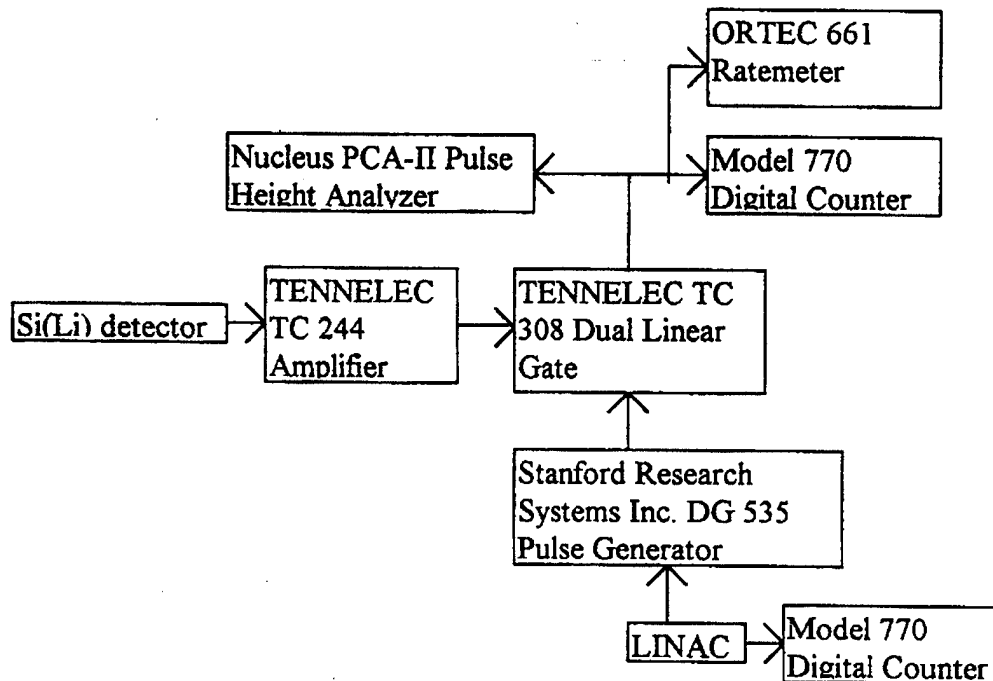 ORTEC 661
Ratemeter
Nucleus PCA-II Pulse
Height Analyzer
Model 770
Digital Counter
Si(Li) detector
TENNELEC
TC 244
Amplifier
TENNELEC TC
308 Dual Linear
Gate
Stanford Research
Systems Inc. DG 535
Pulse Generator
LINAC
Model 770
Digital Counter